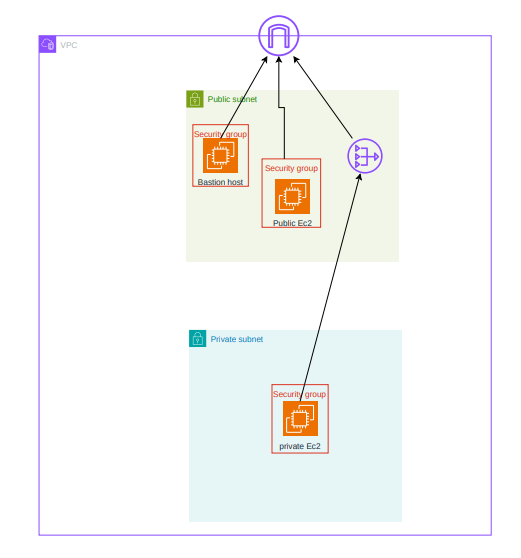 VPC
Public subnet
Security group
Bastion host
Security group
Public Ec2
Private subnet
Security group
private Ec2